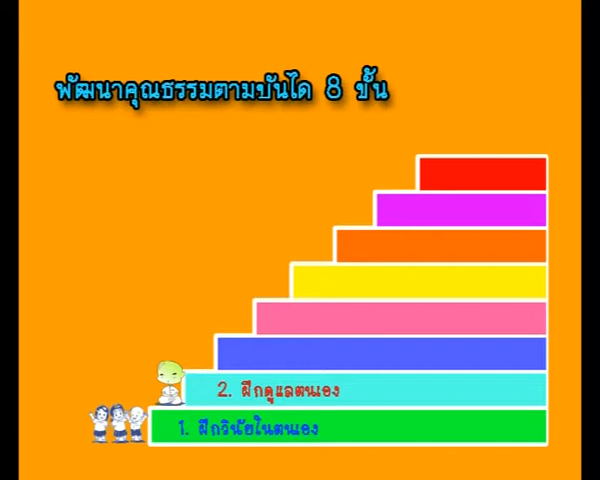 พัฒนาคุณธรรมตามบันได 8 ขั้น
2. ฝึกดูแลตนเอง
1. ฝึกวินัยในตนเอง